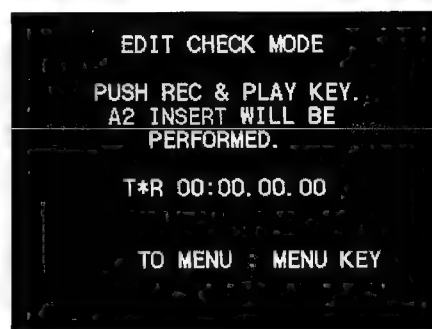 EDIT CHECK MODE
PUSH REC & PLAY KEY.
A2 INSERT WILL BE
PERFORMED.
T*R 00:00.00.00
TO MENU : MENU KEY